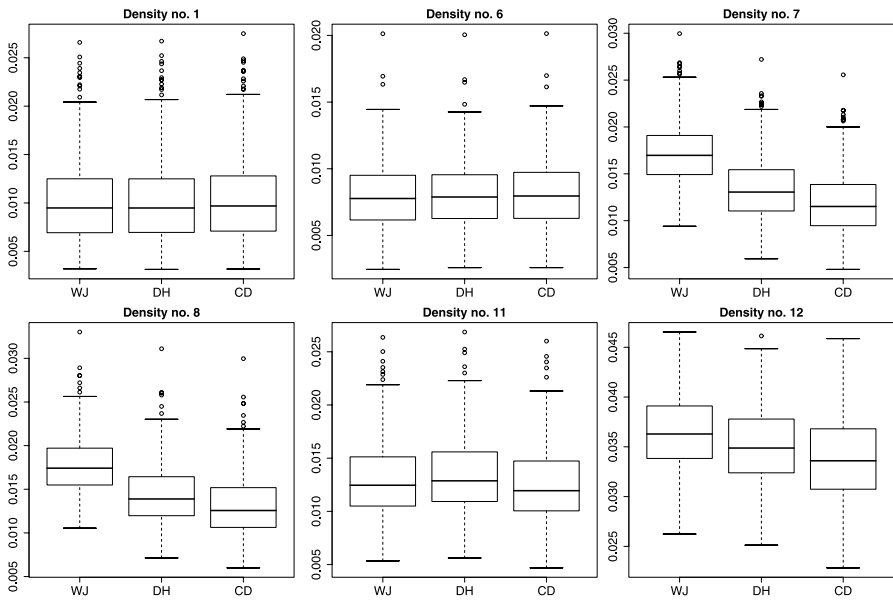 Density no. 1
0.005 0.010 0.015 0.020 0.025
WJ DH CD
Density no. 6
0.005 0.010 0.015 0.020
WJ DH CD
Density no. 7
0.005 0.010 0.015 0.020 0.025 0.030
WJ DH CD
Density no. 8
0.005 0.010 0.015 0.020 0.025 0.030
WJ DH CD
Density no. 11
0.005 0.010 0.015 0.020 0.025
WJ DH CD
Density no. 12
0.025 0.030 0.035 0.040 0.045
WJ DH CD